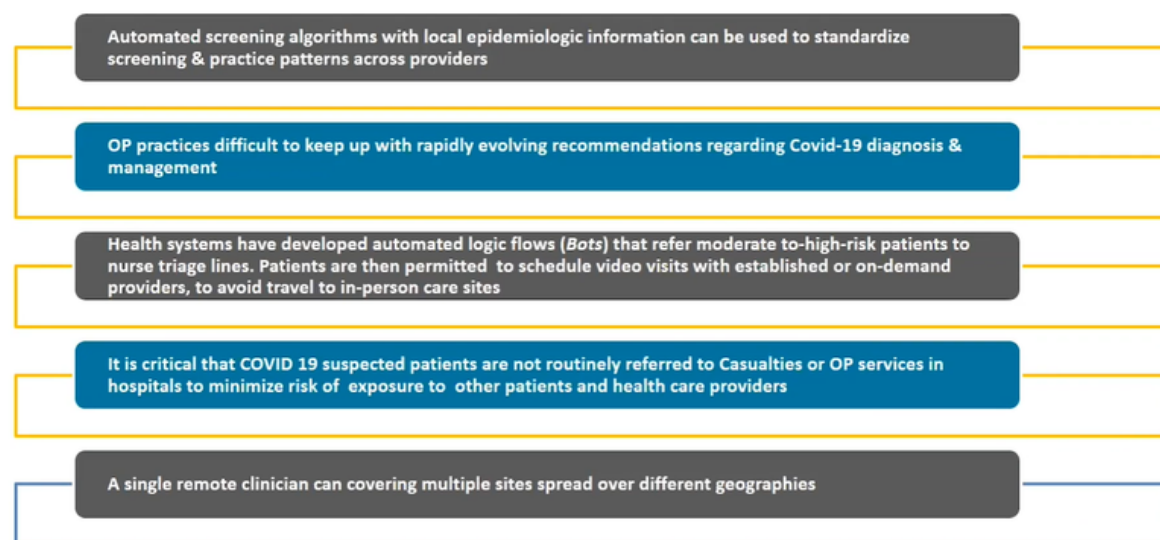 Automated screening algorithms with local epidemiologic information can be used to standardize
screening & practice patterns across providers
OP practices difficult to keep up with rapidly evolving recommendations regarding Covid-19 diagnosis &
management
Health systems have developed automated logic flows (Bots) that refer moderate to-high-risk patients to
nurse triage lines. Patients are then permitted to schedule video visits with established or on-demand
providers, to avoid travel to in-person care sites
It is critical that COVID 19 suspected patients are not routinely referred to Casualties or OP services in
hospitals to minimize risk of exposure to other patients and health care providers
A single remote clinician can covering multiple sites spread over different geographies